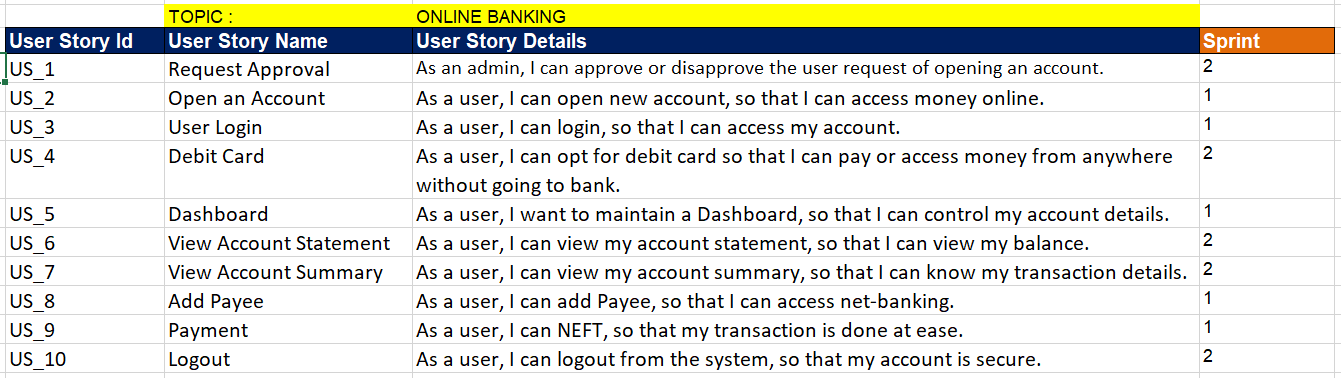 TOPIC : ONLINE BANKING
User Story Id User Story Name User Story Details Sprint
US_1 Request Approval As an admin, I can approve or disapprove the user request of opening an account. 2
US_2 Open an Account As a user, I can open new account, so that I can access money online. 1
US_3 User Login As a user, I can login, so that I can access my account. 1
US_4 Debit Card As a user, I can opt for debit card so that I can pay or access money from anywhere 2
without going to bank.
US_5 Dashboard As a user, I want to maintain a Dashboard, so that I can control my account details. 1
US_6 View Account Statement As a user, I can view my account statement, so that I can view my balance. 2
US_7 View Account Summary As a user, I can view my account summary, so that I can know my transaction details. 2
US_8 Add Payee As a user, I can add Payee, so that I can access net-banking. 1
US_9 Payment As a user, I can NEFT, so that my transaction is done at ease. 1
US_10 Logout As a user, I can logout from the system, so that my account is secure. 2